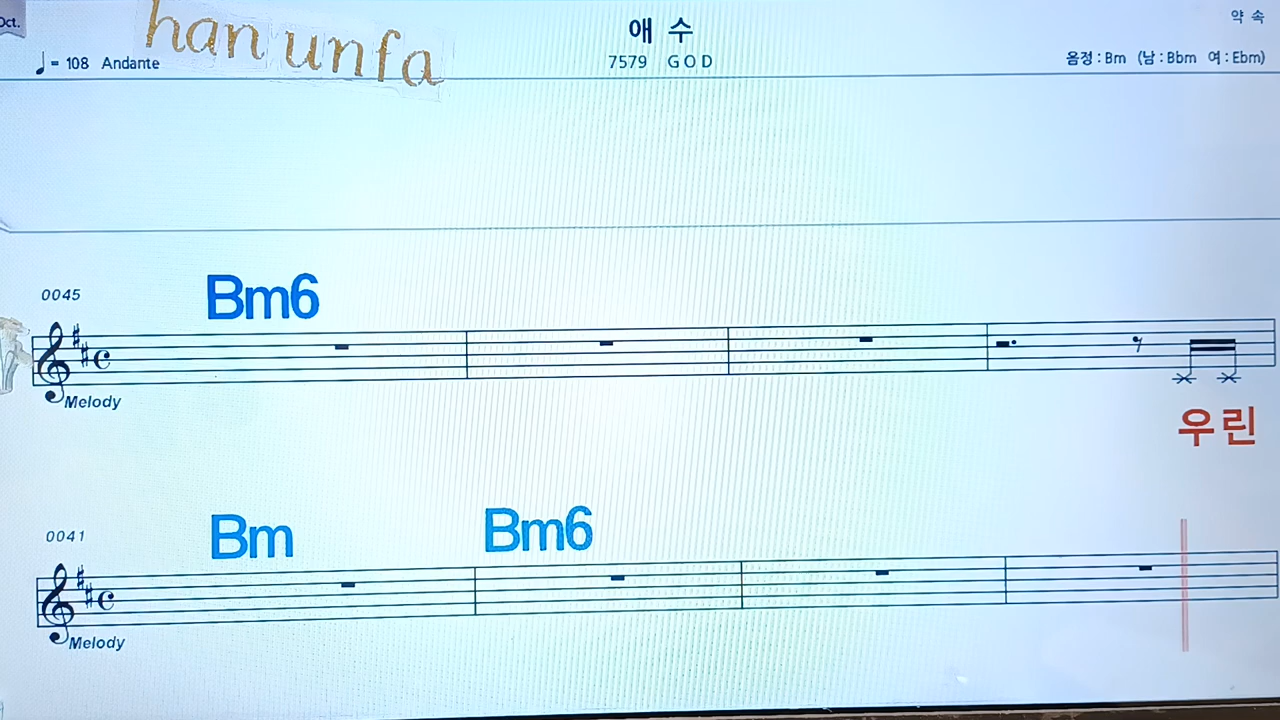 Oct.
han unfa
애 수
약 속
♩= 108 Andante
7579 GOD
음정 : Bm (남 : Bbm 여 : Ebm)
0045
Bm6
Melody
우린
0041
Bm Bm6
Melody